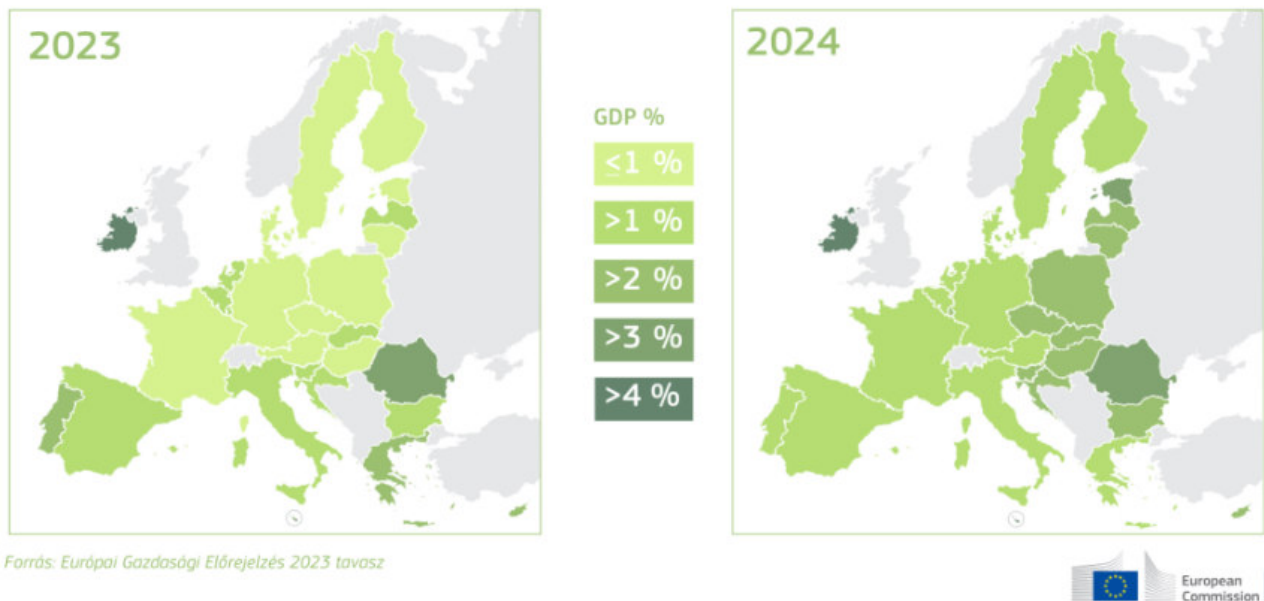 2023
GDP %
≤1 %
>1 %
>2 %
>3 %
>4 %
2024
Forrás: Európai Gazdasági Előrejelzés 2023 tavasz
European
Commission